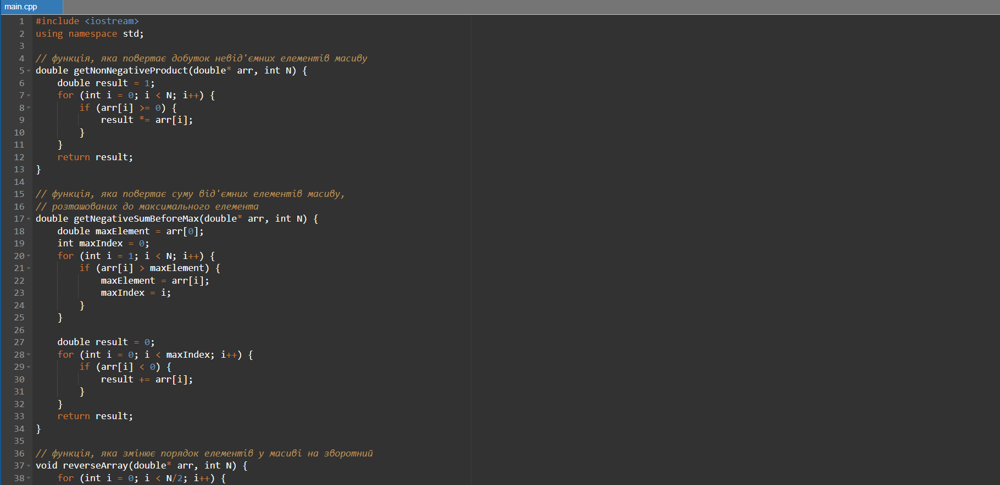 main.cpp
1 #include <iostream>
2 using namespace std;
3
4 // функція, яка повертає добуток невід'ємних елементів масиву
5 double getNonNegativeProduct(double* arr, int N) {
6     double result = 1;
7     for (int i = 0; i < N; i++) {
8         if (arr[i] >= 0) {
9             result *= arr[i];
10         }
11     }
12     return result;
13 }
14
15 // функція, яка повертає суму від'ємних елементів масиву,
16 // розташованих до максимального елемента
17 double getNegativeSumBeforeMax(double* arr, int N) {
18     double maxElement = arr[0];
19     int maxIndex = 0;
20     for (int i = 1; i < N; i++) {
21         if (arr[i] > maxElement) {
22             maxElement = arr[i];
23             maxIndex = i;
24         }
25     }
26
27     double result = 0;
28     for (int i = 0; i < maxIndex; i++) {
29         if (arr[i] < 0) {
30             result += arr[i];
31         }
32     }
33     return result;
34 }
35
36 // функція, яка змінює порядок елементів у масиві на зворотний
37 void reverseArray(double* arr, int N) {
38     for (int i = 0; i < N/2; i++) {